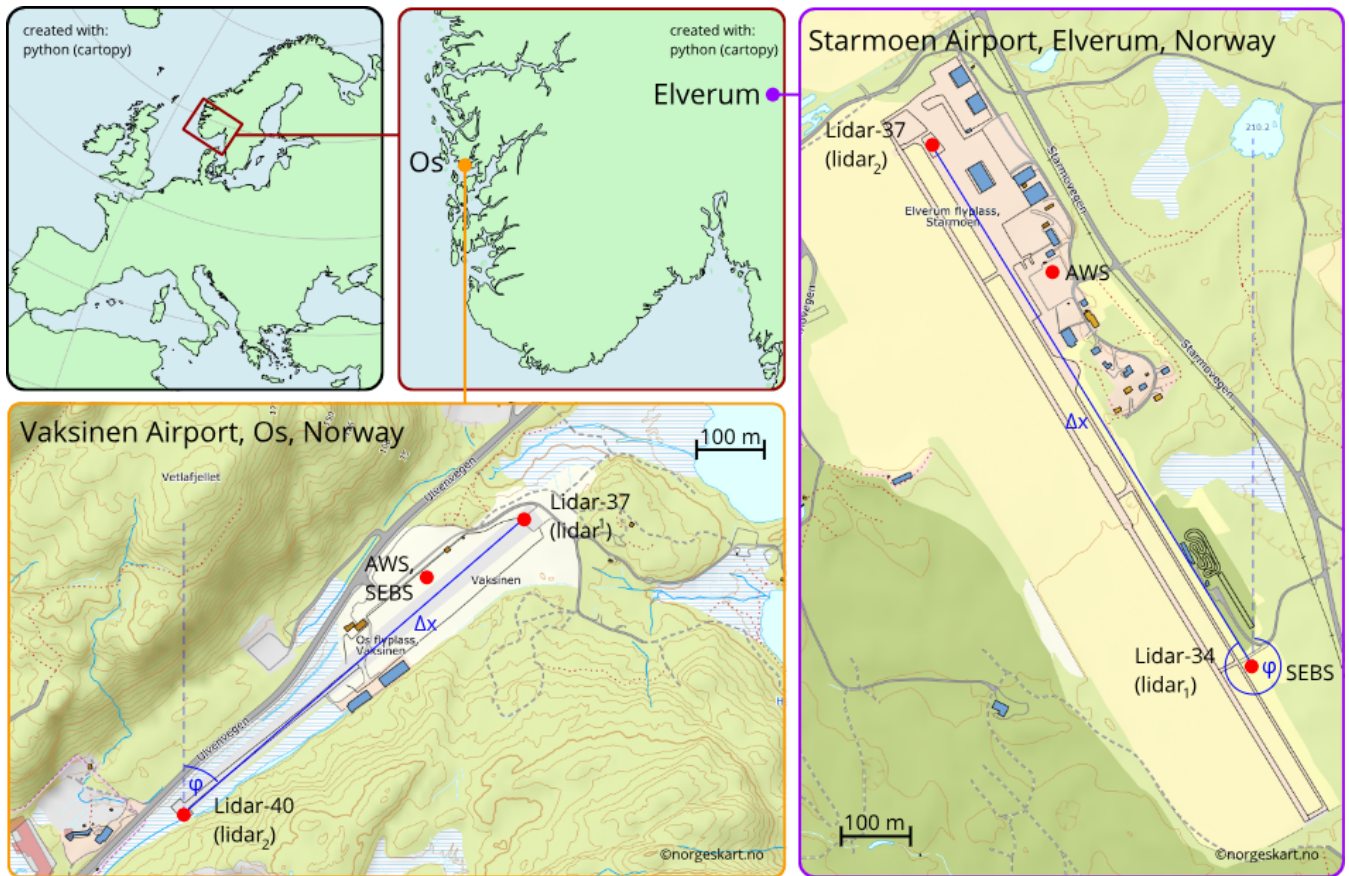 created with:
python (cartopy)
created with:
python (cartopy)
Elverum
Os
Starmoen Airport, Elverum, Norway
Lidar-37
(lidar2)
210.2
Starmovegen
Elverum flyplass,
Starmoen
AWS
Starmovegen
Δx
Lidar-34
(lidar1)
φ
SEBS
100 m
©norgeskart.no
Vaksinen Airport, Os, Norway
100 m
Vetlafjellet
Ulvenvegen
Lidar-37
(lidar1)
AWS,
SEBS
Vaksinen
Δx
Os flyplass,
Vaksinen
Ulvenvegen
φ
Lidar-40
(lidar2)
©norgeskart.no